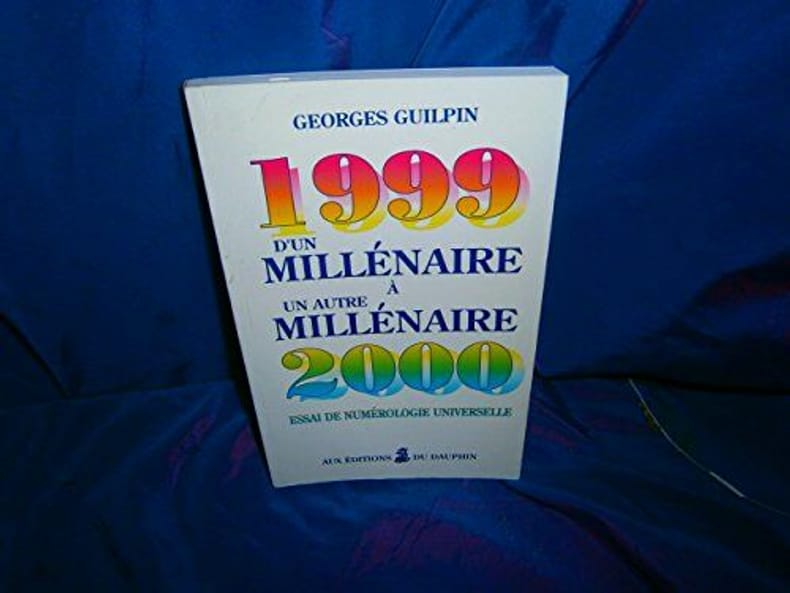 GEORGES GUILPIN
1999
D'UN
MILLÉNAIRE
À
UN AUTRE
MILLÉNAIRE
2000
ESSAI DE NUMÉROLOGIE UNIVERSELLE
AUX ÉDITIONS DU DAUPHIN